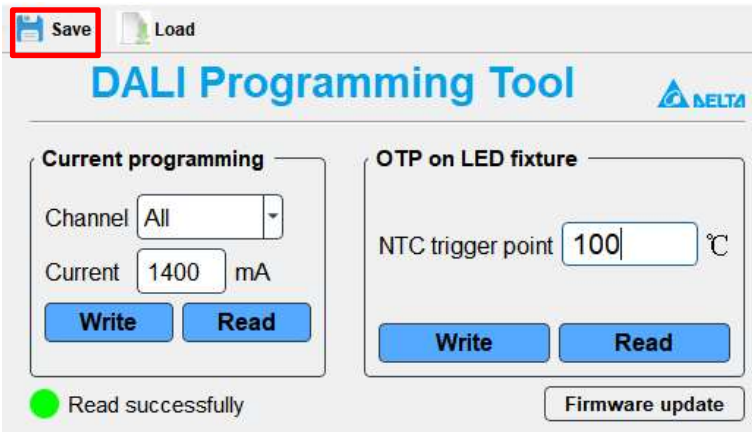 Save Load
DALI Programming Tool
DELTA
Current programming
Channel All
Current 1400 mA
Write Read
OTP on LED fixture
NTC trigger point 100 ℃
Write Read
Read successfully
Firmware update